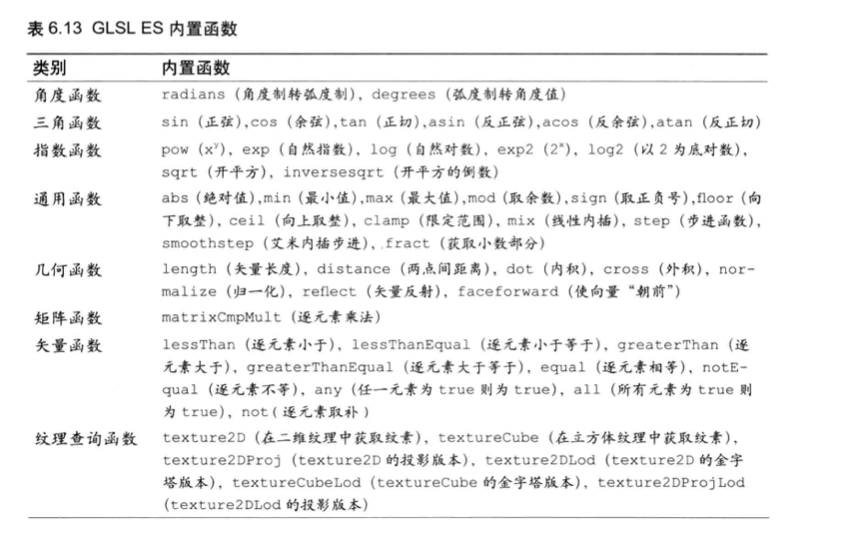 表 6.13 GLSL ES 内置函数
类别 内置函数
角度函数 radians (角度制转弧度制), degrees (弧度制转角度值)
三角函数 sin (正弦),cos (余弦),tan (正切),asin (反正弦),acos (反余弦),atan (反正切)
指数函数 pow (xʸ), exp (自然指数), log (自然对数), exp2 (2ˣ), log2 (以 2 为底对数),
sqrt (开平方), inversesqrt (开平方的倒数)
通用函数 abs (绝对值),min (最小值),max (最大值),mod (取余数),sign (取正负号),floor (向
下取整), ceil (向上取整), clamp (限定范围), mix (线性内插), step (步进函数),
smoothstep (艾米内插步进), fract (获取小数部分)
几何函数 length (矢量长度), distance (两点间距离), dot (内积), cross (外积), nor-
malize (归一化), reflect (矢量反射), faceforward (使向量 “朝前”)
矩阵函数 matrixCmpMult (逐元素乘法)
矢量函数 lessThan (逐元素小于), lessThanEqual (逐元素小于等于), greaterThan (逐
元素大于), greaterThanEqual (逐元素大于等于), equal (逐元素相等), notE-
qual (逐元素不等), any (任一元素为 true 则为 true), all (所有元素为 true 则
为 true), not ( 逐元素取补 )
纹理查询函数 texture2D (在二维纹理中获取纹素), textureCube (在立方体纹理中获取纹素),
texture2DProj (texture2D 的投影版本), texture2DLod (texture2D 的金字
塔版本), textureCubeLod (textureCube 的金字塔版本), texture2DProjLod
(texture2DLod 的投影版本)